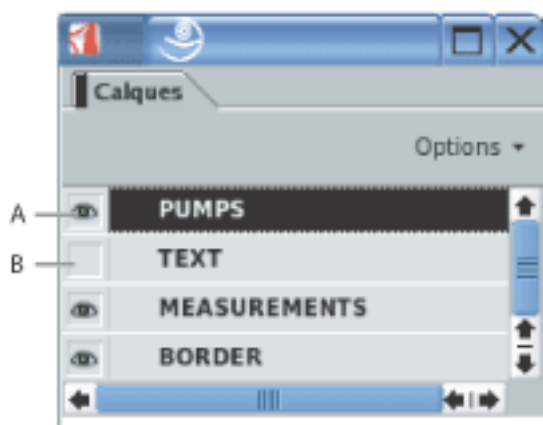 Calques
Options
A PUMPS
B TEXT
MEASUREMENTS
BORDER